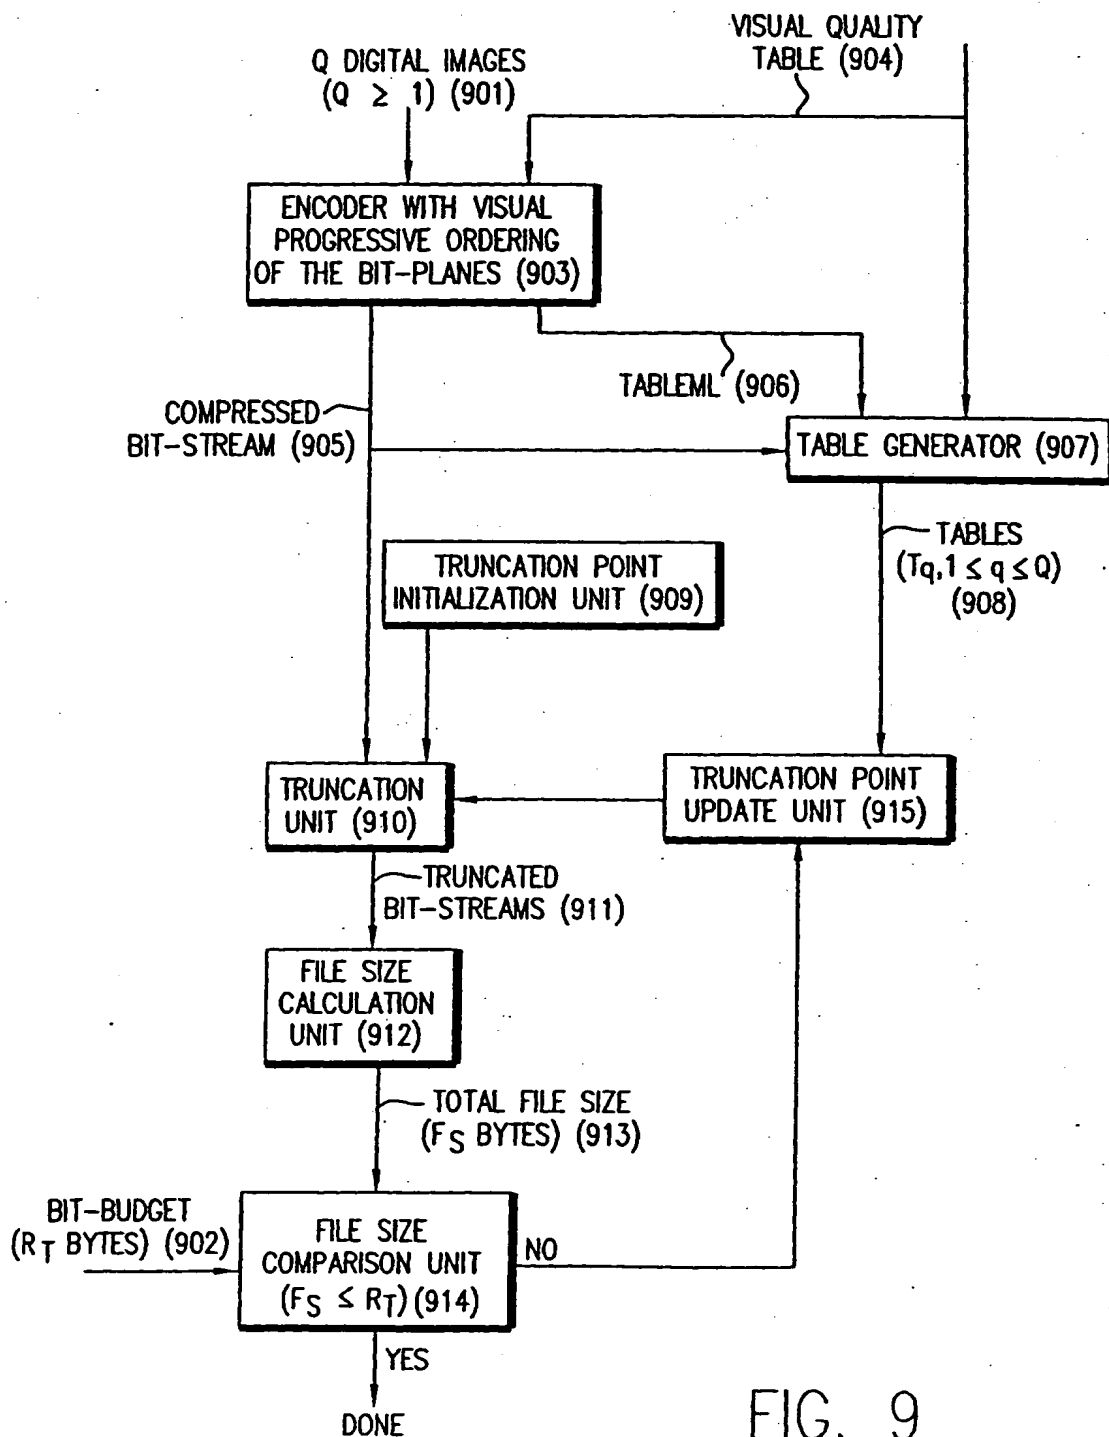 VISUAL QUALITY
TABLE (904)
Q DIGITAL IMAGES
(Q ≥ 1) (901)
ENCODER WITH VISUAL
PROGRESSIVE ORDERING
OF THE BIT-PLANES (903)
TABLEML (906)
COMPRESSED
BIT-STREAM (905)
TABLE GENERATOR (907)
TABLES
(Tq, 1 ≤ q ≤ Q)
(908)
TRUNCATION POINT
INITIALIZATION UNIT (909)
TRUNCATION
UNIT (910)
TRUNCATION POINT
UPDATE UNIT (915)
TRUNCATED
BIT-STREAMS (911)
FILE SIZE
CALCULATION
UNIT (912)
TOTAL FILE SIZE
(FS BYTES) (913)
BIT-BUDGET
(RT BYTES) (902)
FILE SIZE
COMPARISON UNIT
(FS ≤ RT) (914)
NO
YES
DONE
FIG. 9